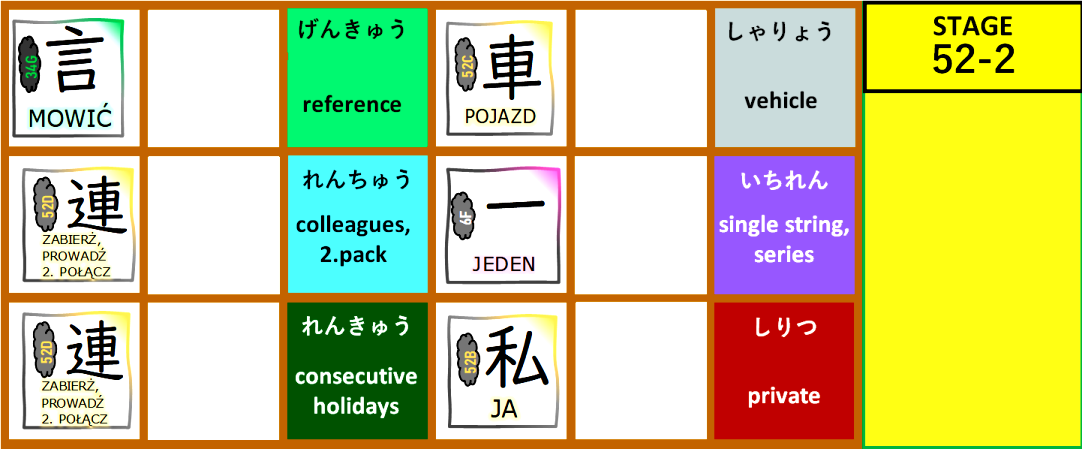 34G
言
MOWIĆ
げんきゅう
reference
52C
車
POJAZD
しゃりょう
vehicle
STAGE
52-2
52D
連
ZABIERŻ,
PROWADŹ
2. POŁĄCZ
れんちゅう
colleagues,
2.pack
6F
一
JEDEN
いちれん
single string,
series
52D
連
ZABIERŻ,
PROWADŹ
2. POŁĄCZ
れんきゅう
consecutive
holidays
52B
私
JA
しりつ
private